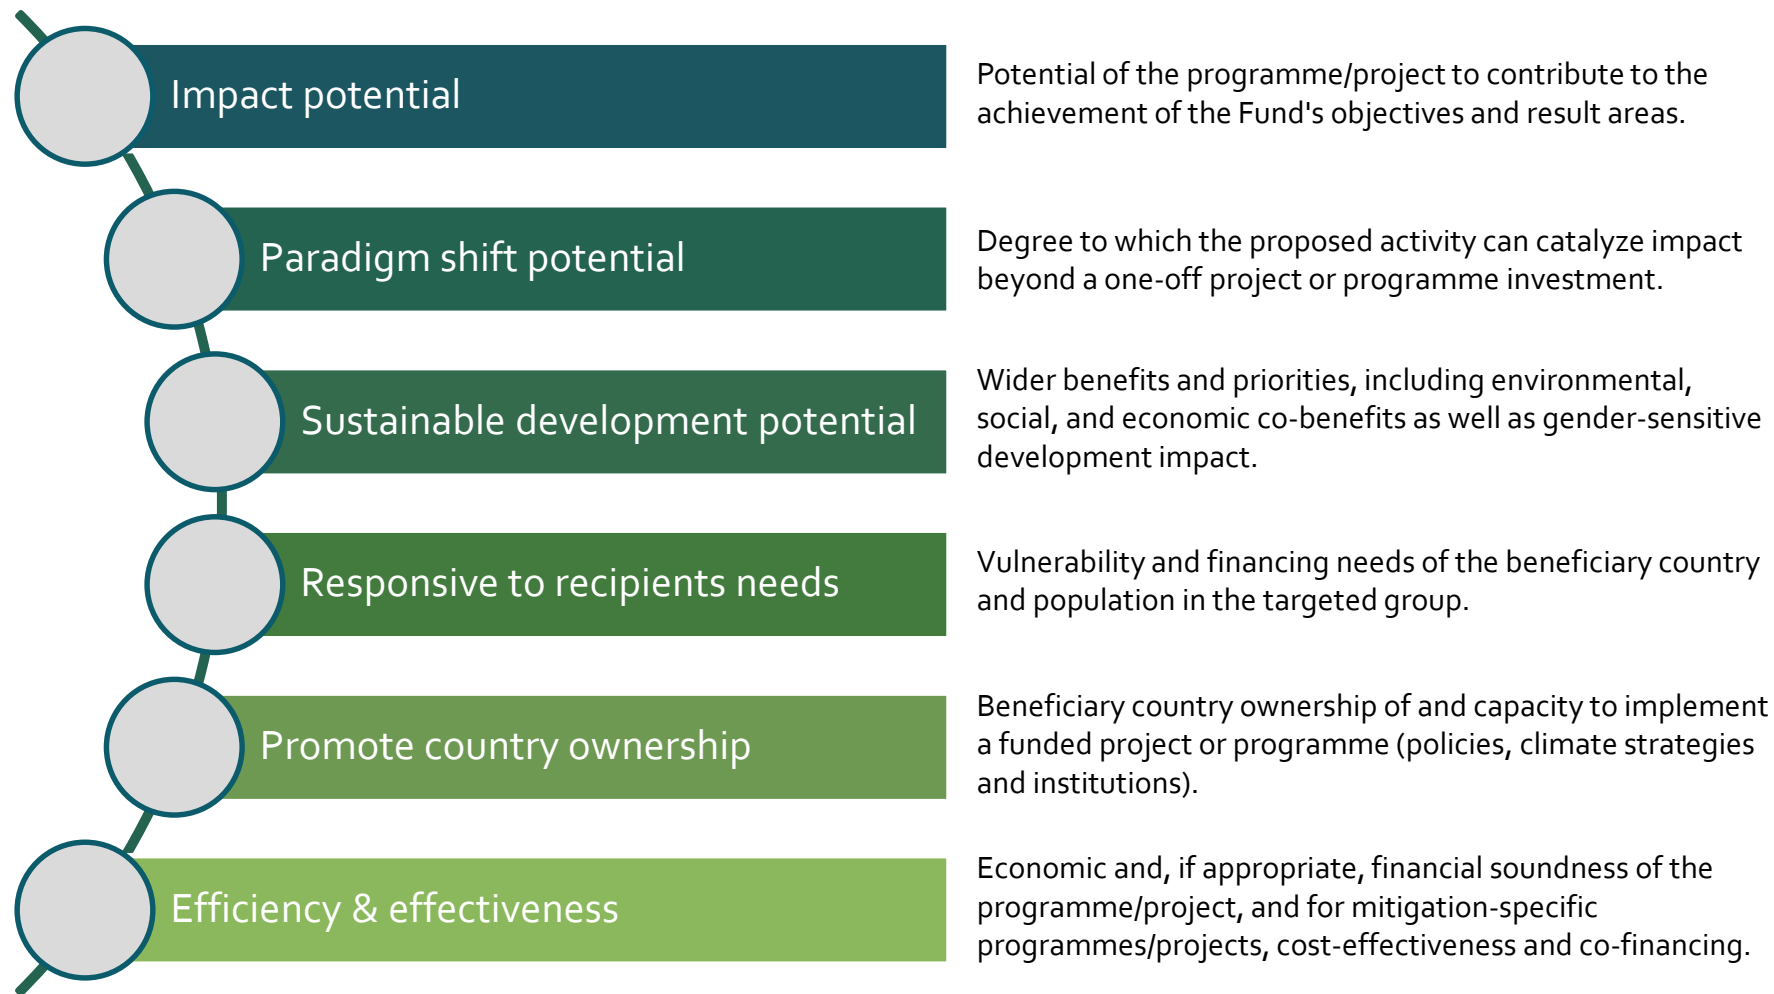 Impact potential
Potential of the programme/project to contribute to the
achievement of the Fund's objectives and result areas.
Paradigm shift potential
Degree to which the proposed activity can catalyze impact
beyond a one-off project or programme investment.
Sustainable development potential
Wider benefits and priorities, including environmental,
social, and economic co-benefits as well as gender-sensitive
development impact.
Responsive to recipients needs
Vulnerability and financing needs of the beneficiary country
and population in the targeted group.
Promote country ownership
Beneficiary country ownership of and capacity to implement
a funded project or programme (policies, climate strategies
and institutions).
Efficiency & effectiveness
Economic and, if appropriate, financial soundness of the
programme/project, and for mitigation-specific
programmes/projects, cost-effectiveness and co-financing.